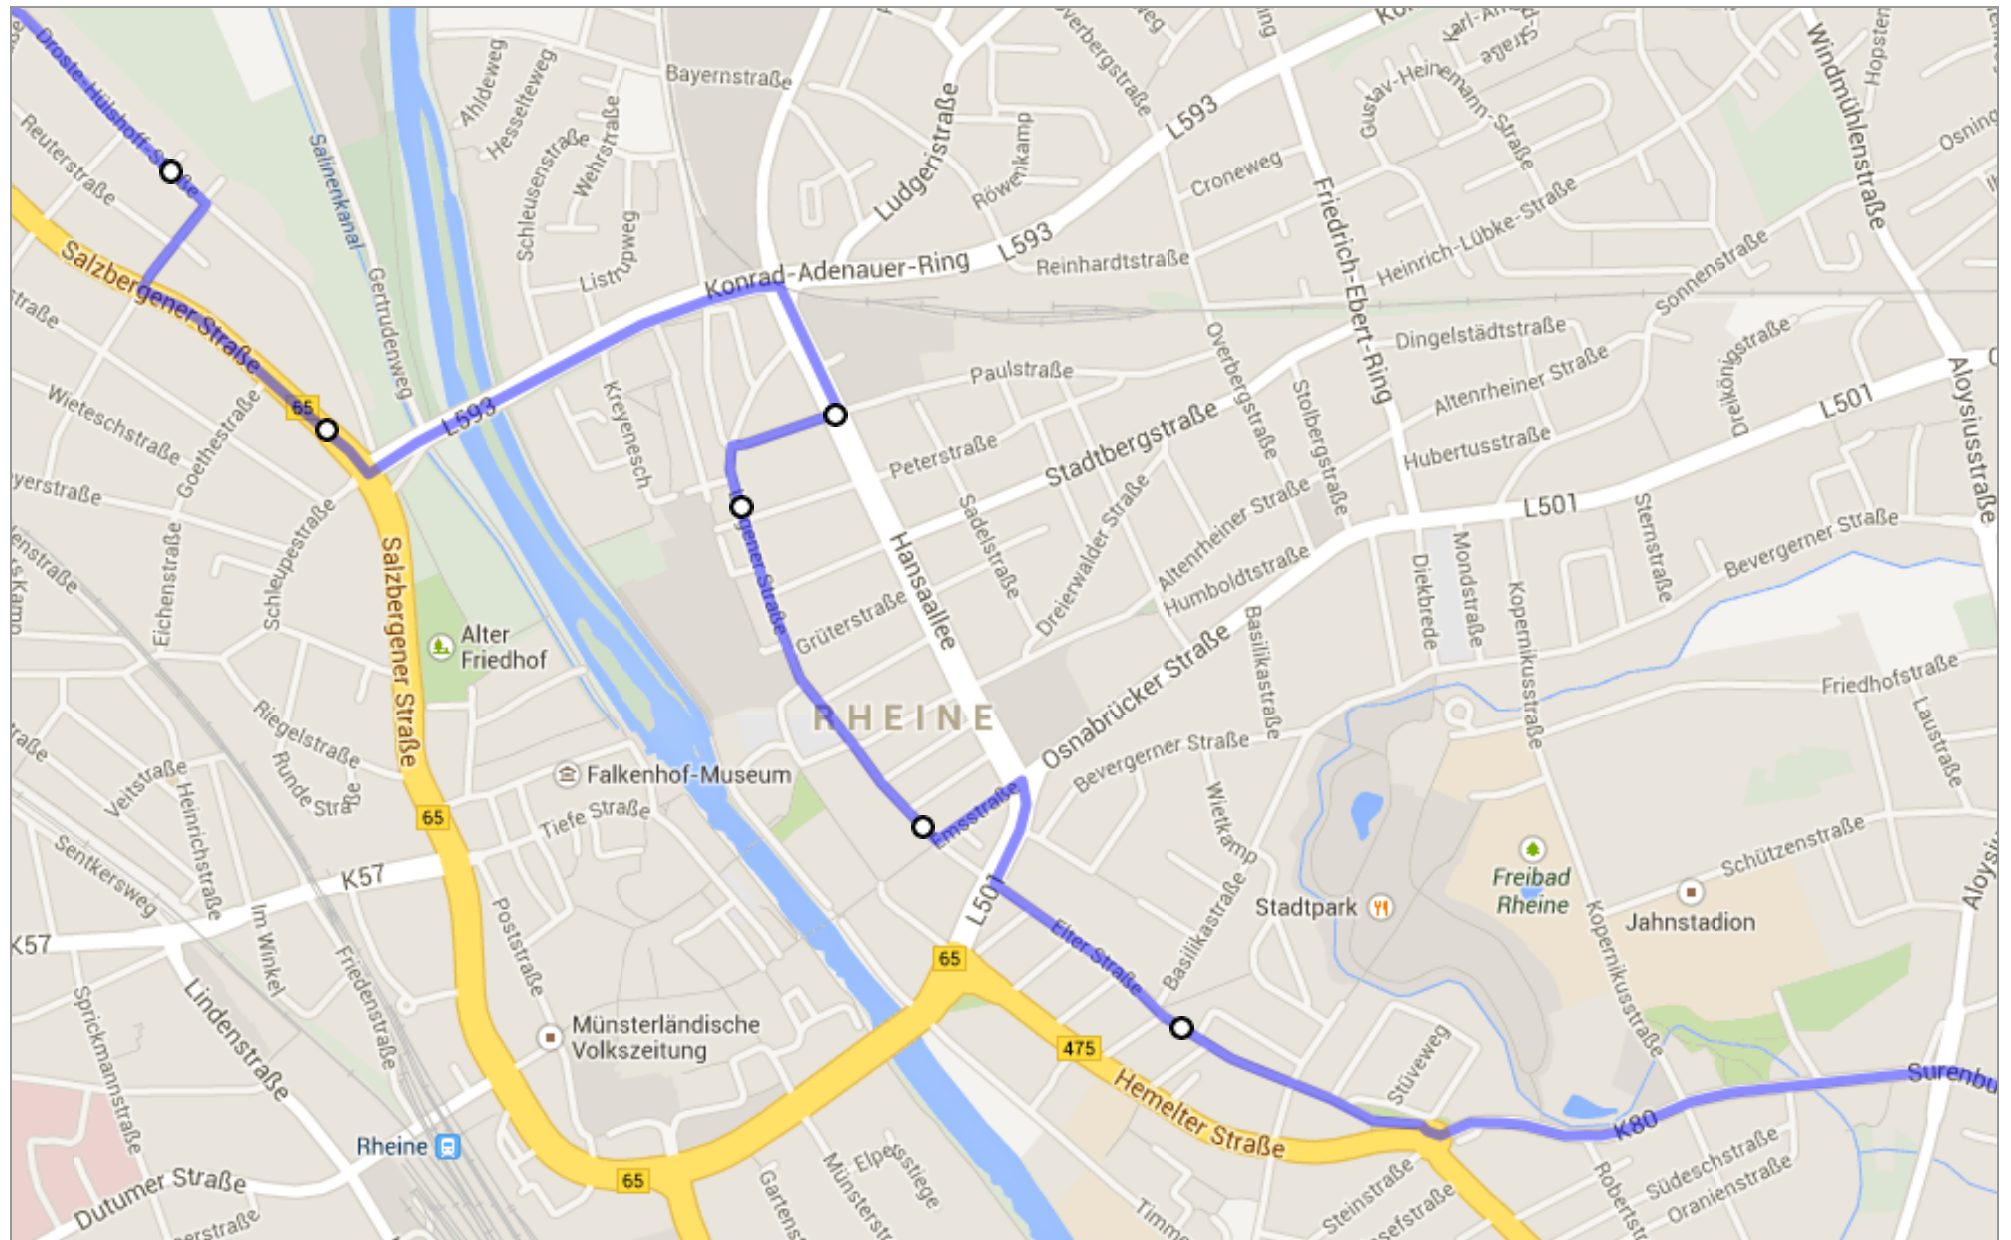 Droste-Hülshoff-Straße
Reuterstraße
Salzbergener Straße
Salinenkanal
Gertrudenweg
Ahldeweg
Hesselteweg
Schleusenstraße
Wehrstraße
Listrupweg
Bayernstraße
Ludgeristraße
Röwenkamp
Overbergstraße
L593
Croneweg
Konrad-Adenauer-Ring
L593
Reinhardtstraße
Friedrich-Ebert-Ring
Gustav-Heinemann-Straße
Heinrich-Lübke-Straße
Windmühlenstraße
Sonnenstraße
straße
Wieteschstraße
65
L593
Kreyenesch
Paulstraße
Peterstraße
Stadtbergstraße
Overbergstraße
Stolbergstraße
Dingelstädtstraße
Altenrheiner Straße
Hubertusstraße
Dreikönigstraße
L501
Aloysiusstraße
Goethestraße
Eichenstraße
Schleupestraße
Salzbergener Straße
Hansaallee
Sadelstraße
Dreierwalder Straße
Altenrheiner Straße
Humboldtstraße
L501
Sternstraße
Bevergerner Straße
Diekbrede
Mondstraße
Kopernikusstraße
Grüterstraße
Alter
Friedhof
RHEINE
Osnabrücker Straße
Basilikastraße
Bevergerner Straße
Friedhofstraße
Laustraße
Riegelstraße
Runde Straße
Veitstraße
Heinrichstraße
65
Falkenhof-Museum
Tiefe Straße
Emsstraße
Wietkamp
Sentkersweg
K57
K57
Im Winkel
Friedenstraße
Poststraße
L501
65
Elter Straße
Basilikastraße
Stadtpark
Freibad
Rheine
Jahnstadion
Schützenstraße
Kopernikusstraße
Sprickmannstraße
Lindenstraße
Münsterländische
Volkszeitung
475
Hemelter Straße
Stüveweg
K80
Rheine
Dutumer Straße
65
Steinstraße
Südeschstraße
Oranienstraße